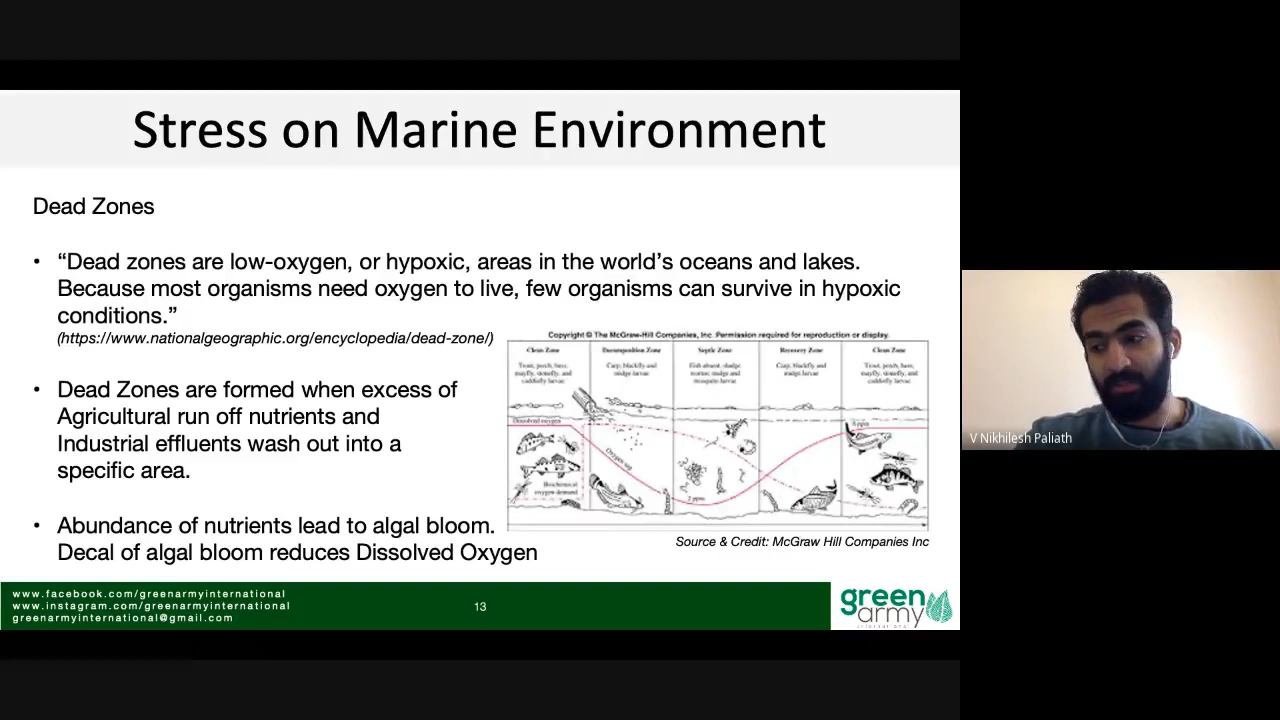 Stress on Marine Environment
Dead Zones
• “Dead zones are low-oxygen, or hypoxic, areas in the world’s oceans and lakes.
Because most organisms need oxygen to live, few organisms can survive in hypoxic
conditions.”
(https://www.nationalgeographic.org/encyclopedia/dead-zone/)
• Dead Zones are formed when excess of
Agricultural run off nutrients and
Industrial effluents wash out into a
specific area.
• Abundance of nutrients lead to algal bloom.
Decal of algal bloom reduces Dissolved Oxygen
Copyright © The McGraw-Hill Companies, Inc. Permission required for reproduction or display.
Clean Zone
Trout, perch, bass,
mayfly, stonefly, and
caddisfly larvae
Decomposition Zone
Carp, blackfly and
midge larvae
Septic Zone
Fish absent, sludge
worms; midge and
mosquito larvae
Recovery Zone
Carp, blackfly and
midge larvae
Clean Zone
Trout, perch, bass,
mayfly, stonefly, and
caddisfly larvae
Dissolved oxygen
Oxygen sag
Biochemical
oxygen demand
2 ppm
8 ppm
Source & Credit: McGraw Hill Companies Inc
www.facebook.com/greenarmyinternational
www.instagram.com/greenarmyinternational
greenarmyinternational@gmail.com
13
green
army
international
V Nikhilesh Paliath